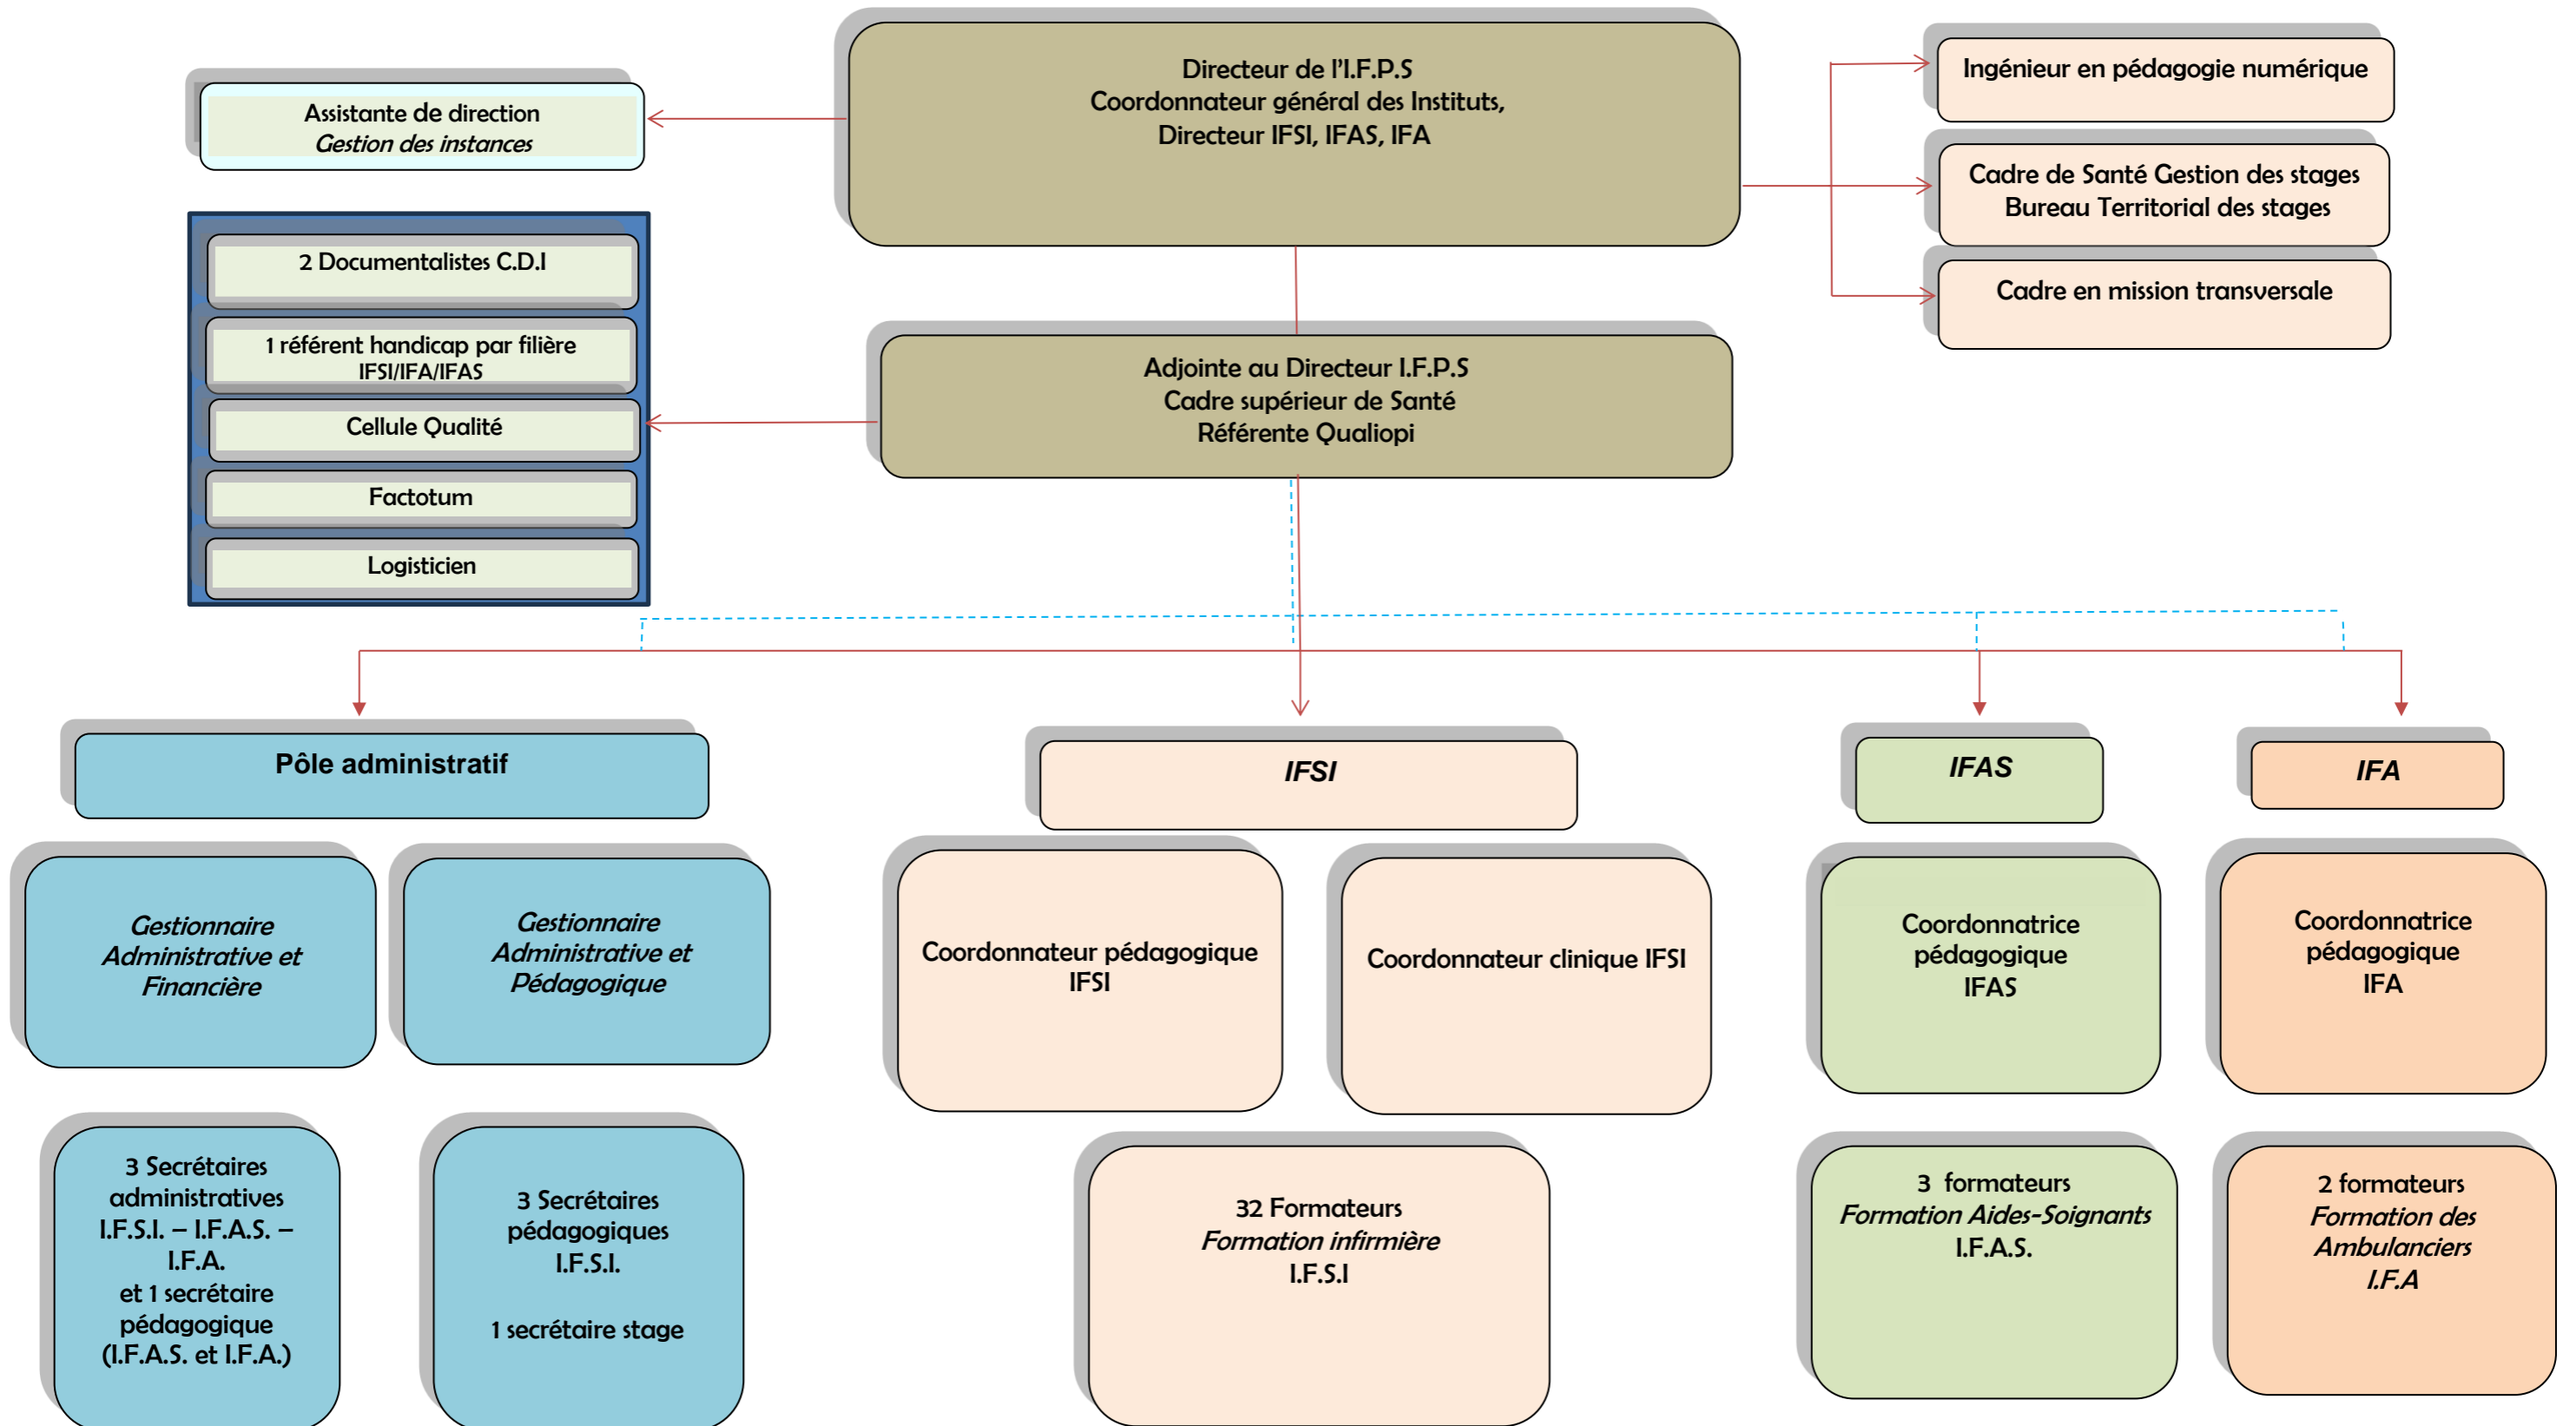 Directeur de l'I.F.P.S
Coordonnateur général des Instituts,
Directeur IFSI, IFAS, IFA
Assistante de direction
Gestion des instances
Ingénieur en pédagogie numérique
Cadre de Santé Gestion des stages
Bureau Territorial des stages
Cadre en mission transversale
2 Documentalistes C.D.I
1 référent handicap par filière
IFSI/IFA/IFAS
Cellule Qualité
Factotum
Logisticien
Adjointe au Directeur I.F.P.S
Cadre supérieur de Santé
Référente Qualiopi
Pôle administratif
IFSI
IFAS
IFA
Gestionnaire
Administrative et
Financière
Gestionnaire
Administrative et
Pédagogique
Coordonnateur pédagogique
IFSI
Coordonnateur clinique IFSI
Coordonnatrice
pédagogique
IFAS
Coordonnatrice
pédagogique
IFA
3 Secrétaires
administratives
I.F.S.I. – I.F.A.S. –
I.F.A.
et 1 secrétaire
pédagogique
(I.F.A.S. et I.F.A.)
3 Secrétaires
pédagogiques
I.F.S.I.
1 secrétaire stage
32 Formateurs
Formation infirmière
I.F.S.I
3 formateurs
Formation Aides-Soignants
I.F.A.S.
2 formateurs
Formation des
Ambulanciers
I.F.A